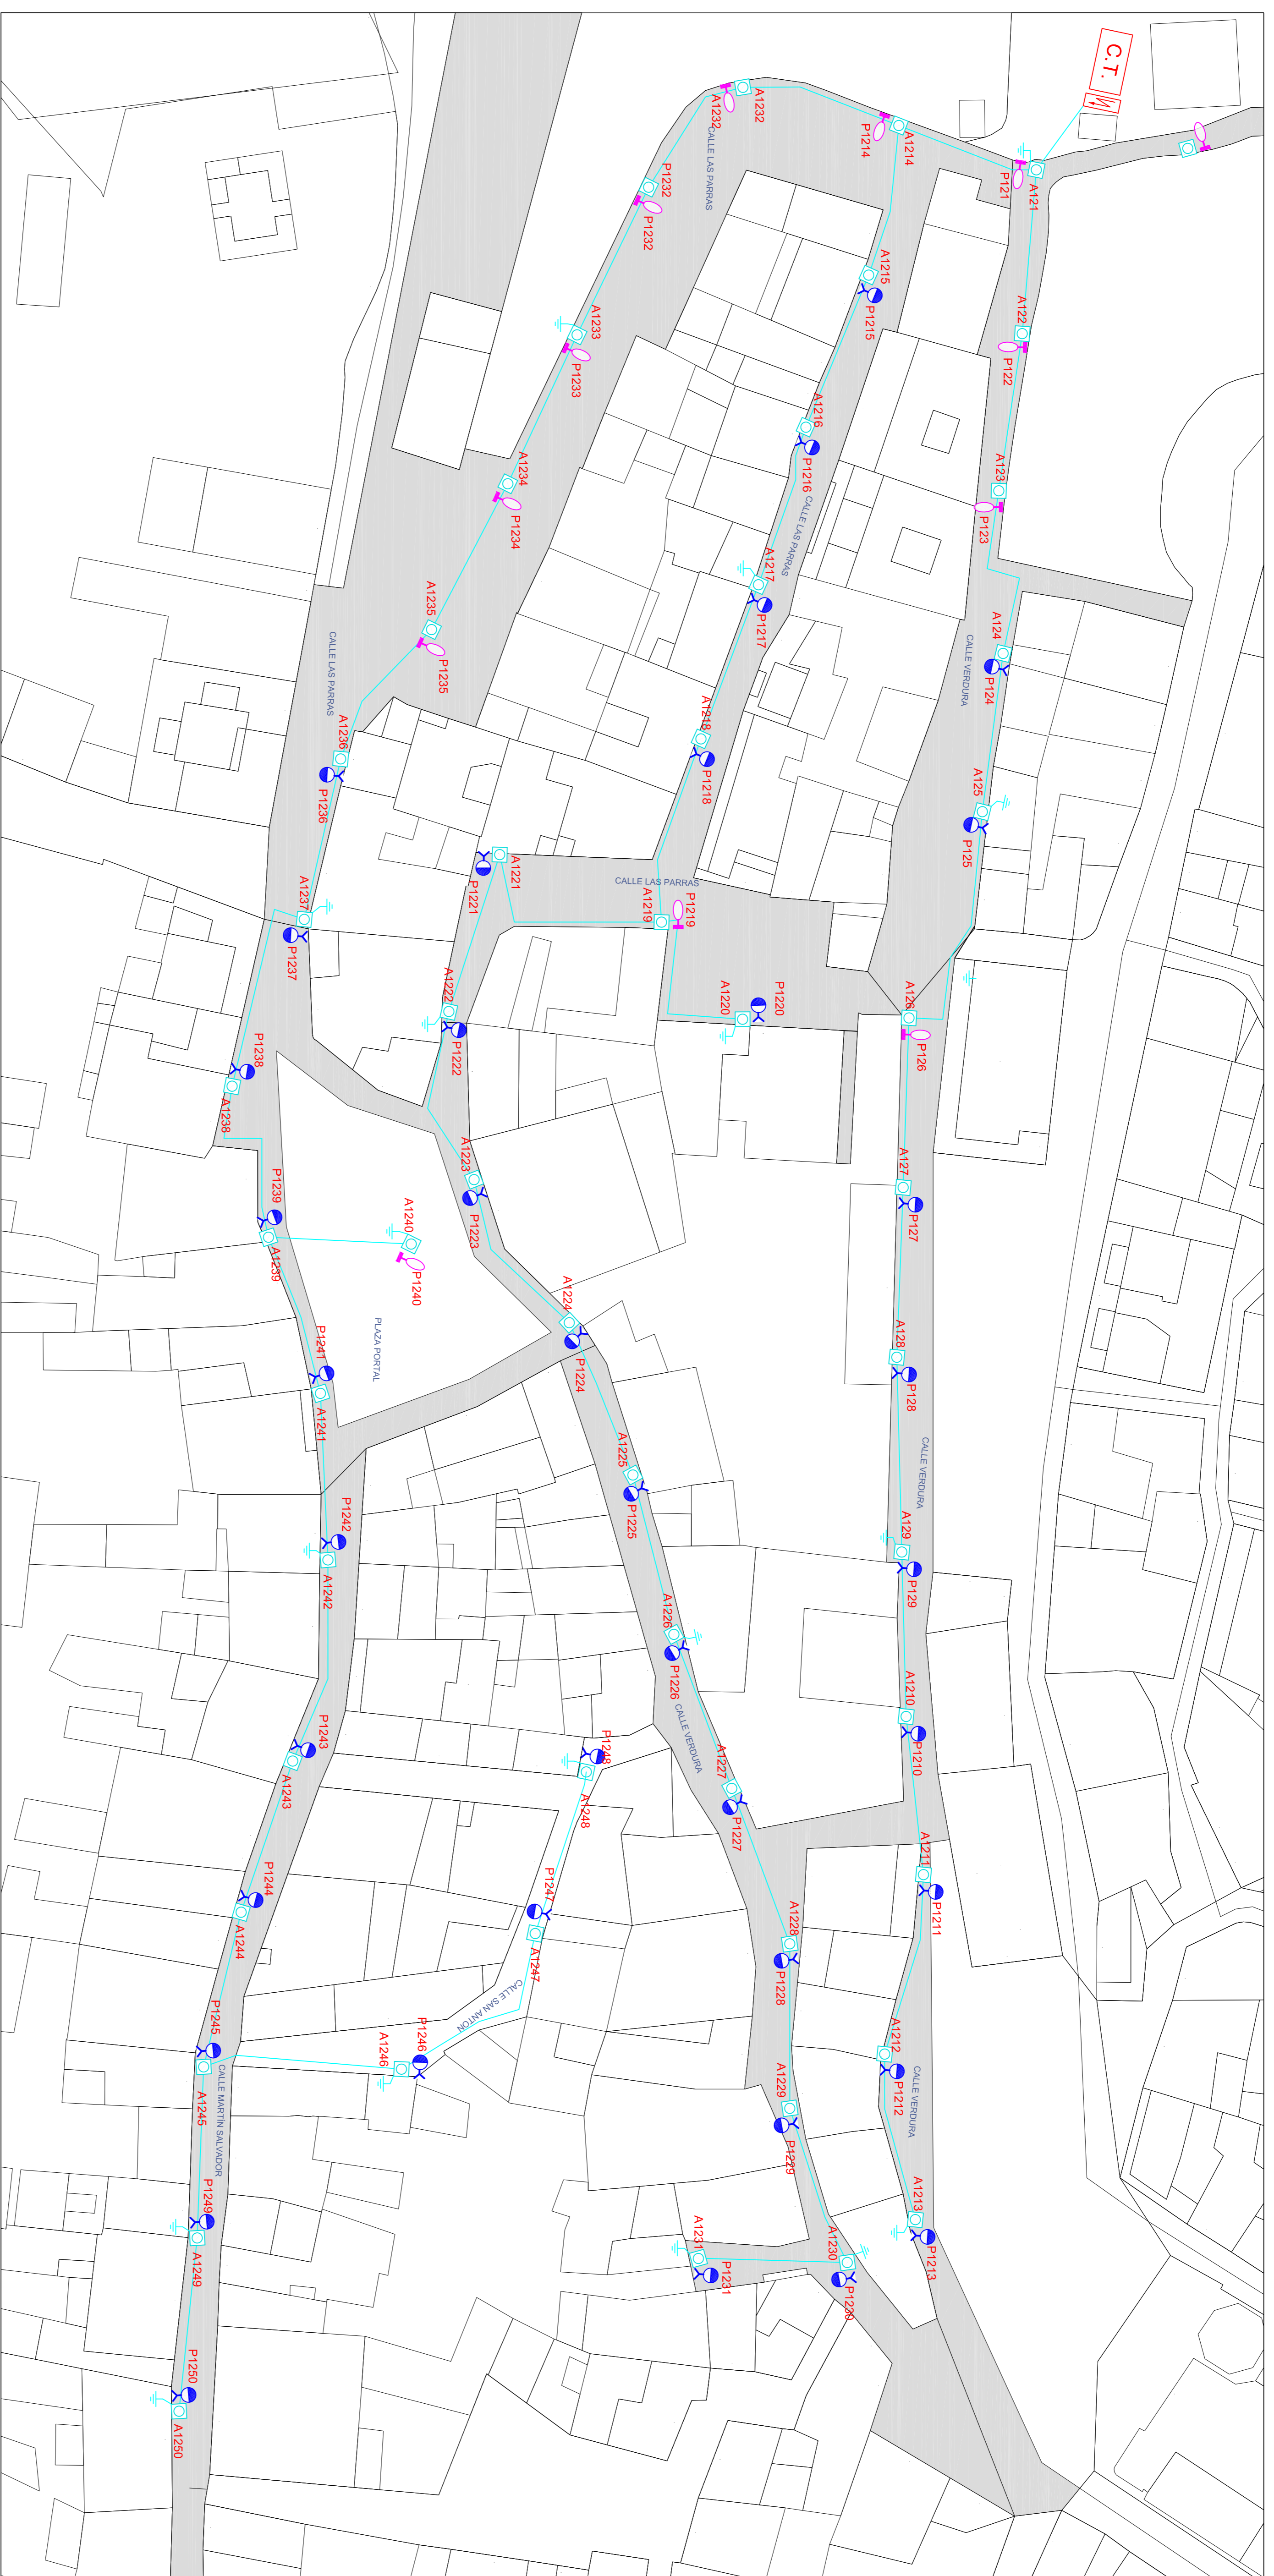 C.T.
A121
P121
A122
P122
A123
P123
A124
P124
CALLE VERDURA
A125
P125
A126
P126
A127
P127
A128
P128
CALLE VERDURA
A129
P129
A1210
P1210
A1211
P1211
A1212
P1212
CALLE VERDURA
A1213
P1213
A1214
P1214
A1215
P1215
A1216
P1216
CALLE LAS PARRAS
A1217
P1217
A1218
P1218
CALLE LAS PARRAS
A1219
P1219
A1220
P1220
A1221
P1221
A1222
P1222
A1223
P1223
A1224
P1224
A1225
P1225
A1226
P1226
CALLE VERDURA
A1227
P1227
A1228
P1228
A1229
P1229
A1230
P1230
A1231
P1231
A1232
A1232
CALLE LAS PARRAS
P1232
P1232
A1233
P1233
A1234
P1234
A1235
P1235
CALLE LAS PARRAS
A1236
P1236
A1237
P1237
P1238
A1238
P1239
A1239
A1240
P1240
PLAZA PORTAL
P1241
A1241
P1242
A1242
P1243
A1243
P1244
A1244
P1245
A1245
CALLE MARTÍN SALVADOR
P1246
A1246
CALLE SAN ANTON
P1247
A1247
P1248
A1248
P1249
A1249
P1250
A1250